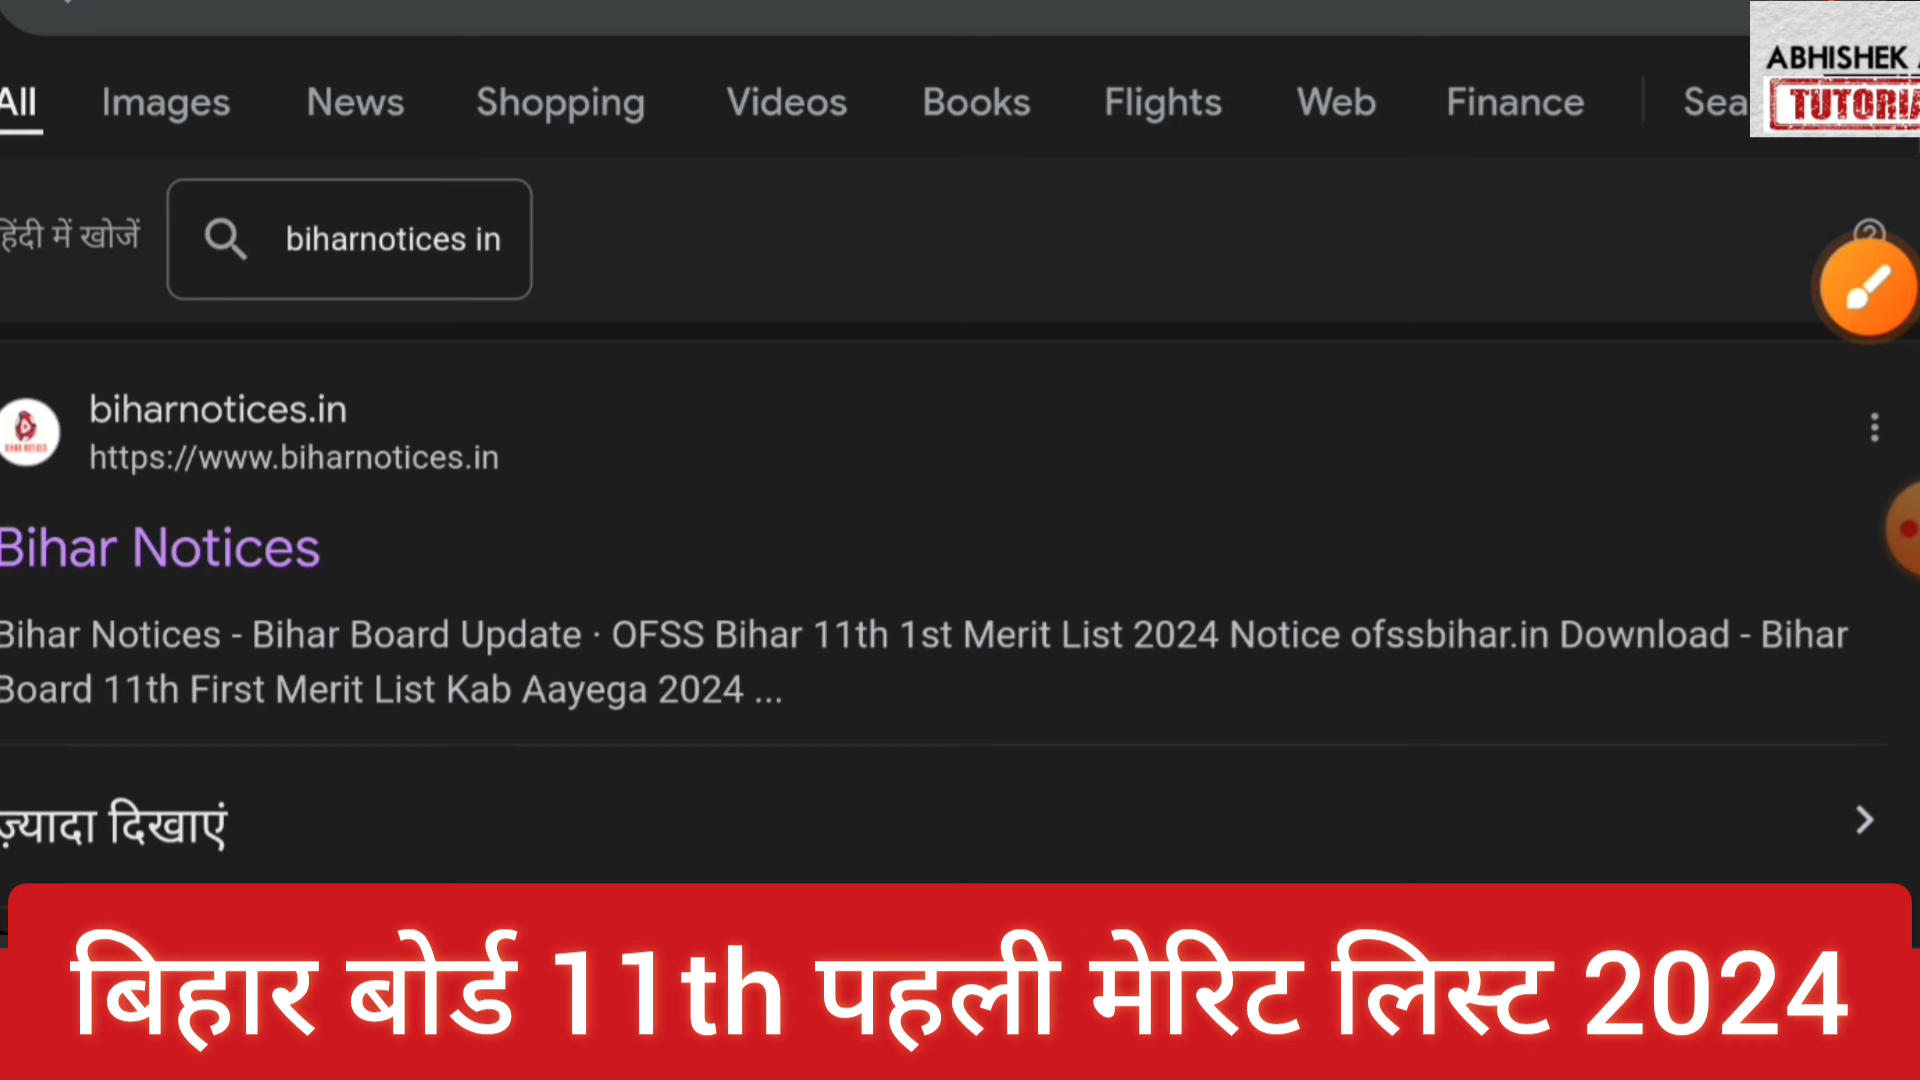 All Images News Shopping Videos Books Flights Web Finance
ABHISHEK
हिंदी में खोजें biharnotices in
biharnotices.in
https://www.biharnotices.in
Bihar Notices
Bihar Notices - Bihar Board Update · OFSS Bihar 11th 1st Merit List 2024 Notice ofssbihar.in Download - Bihar
Board 11th First Merit List Kab Aayega 2024 ...
ज़्यादा दिखाएं
बिहार बोर्ड 11th पहली मेरिट लिस्ट 2024